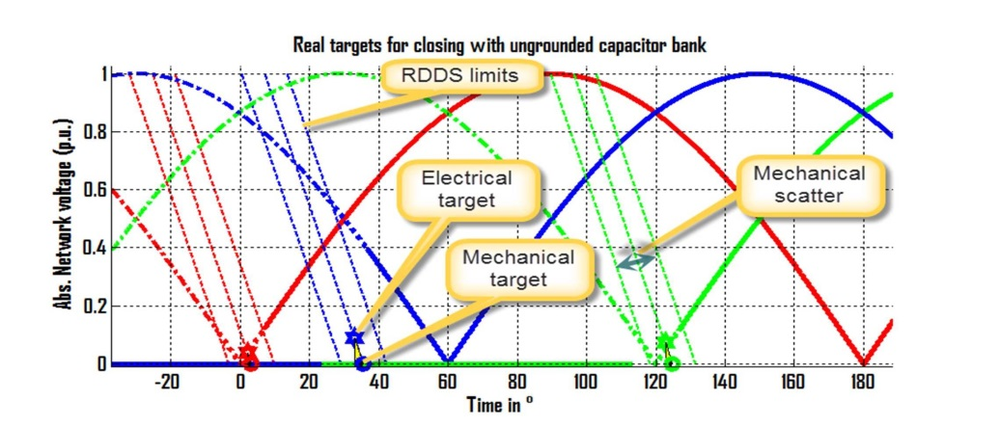 Real targets for closing with ungrounded capacitor bank
RDDS limits
Electrical
target
Mechanical
target
Mechanical
scatter
Abs. Network voltage (p.u.)
1
0.8
0.6
0.4
0.2
0
-20 0 20 40 60 80 100 120 140 160 180
Time in º